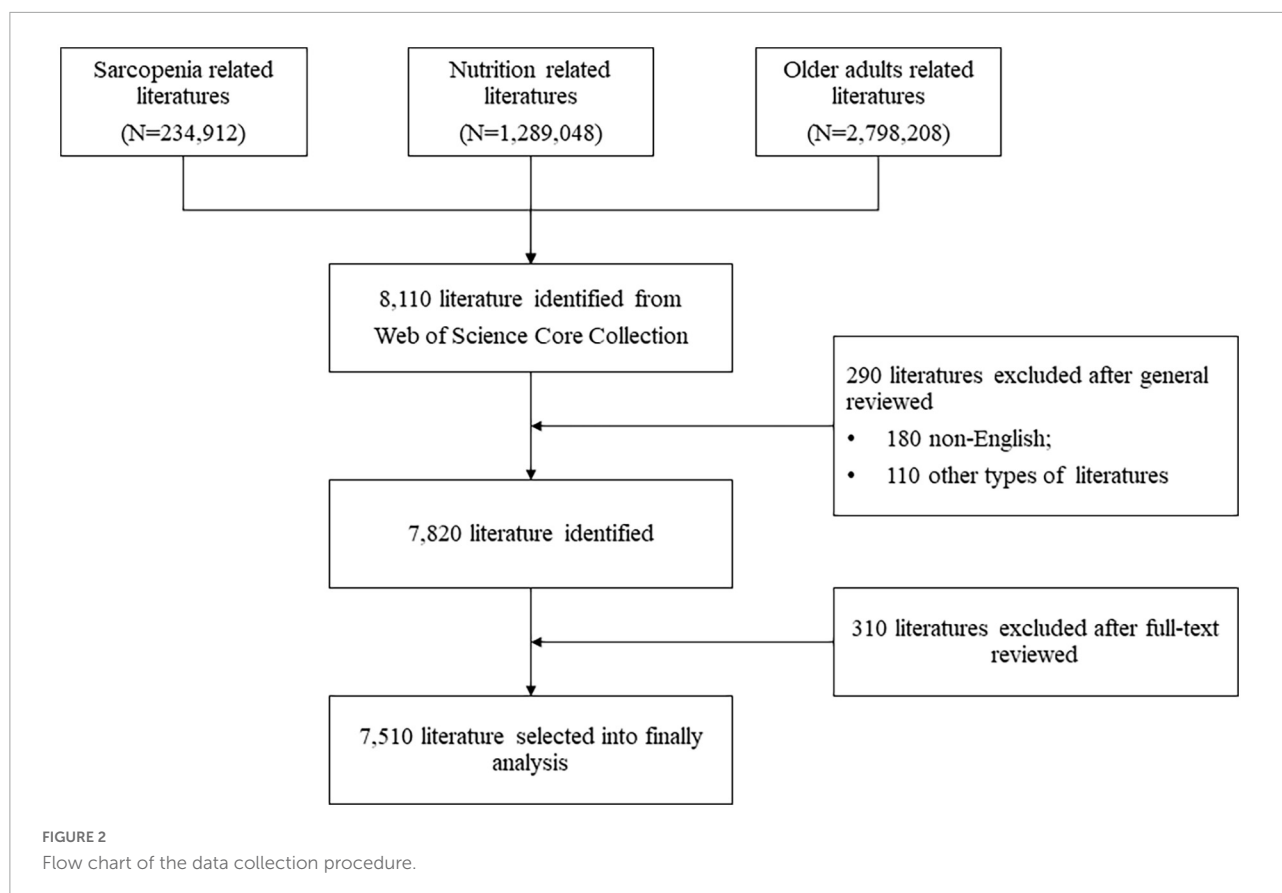 Sarcopenia related
literatures
(N=234,912)
Nutrition related
literatures
(N=1,289,048)
Older adults related
literatures
(N=2,798,208)
8,110 literature identified from
Web of Science Core Collection
290 literatures excluded after general
reviewed
• 180 non-English;
• 110 other types of literatures
7,820 literature identified
310 literatures excluded after full-text
reviewed
7,510 literature selected into finally
analysis
FIGURE 2
Flow chart of the data collection procedure.